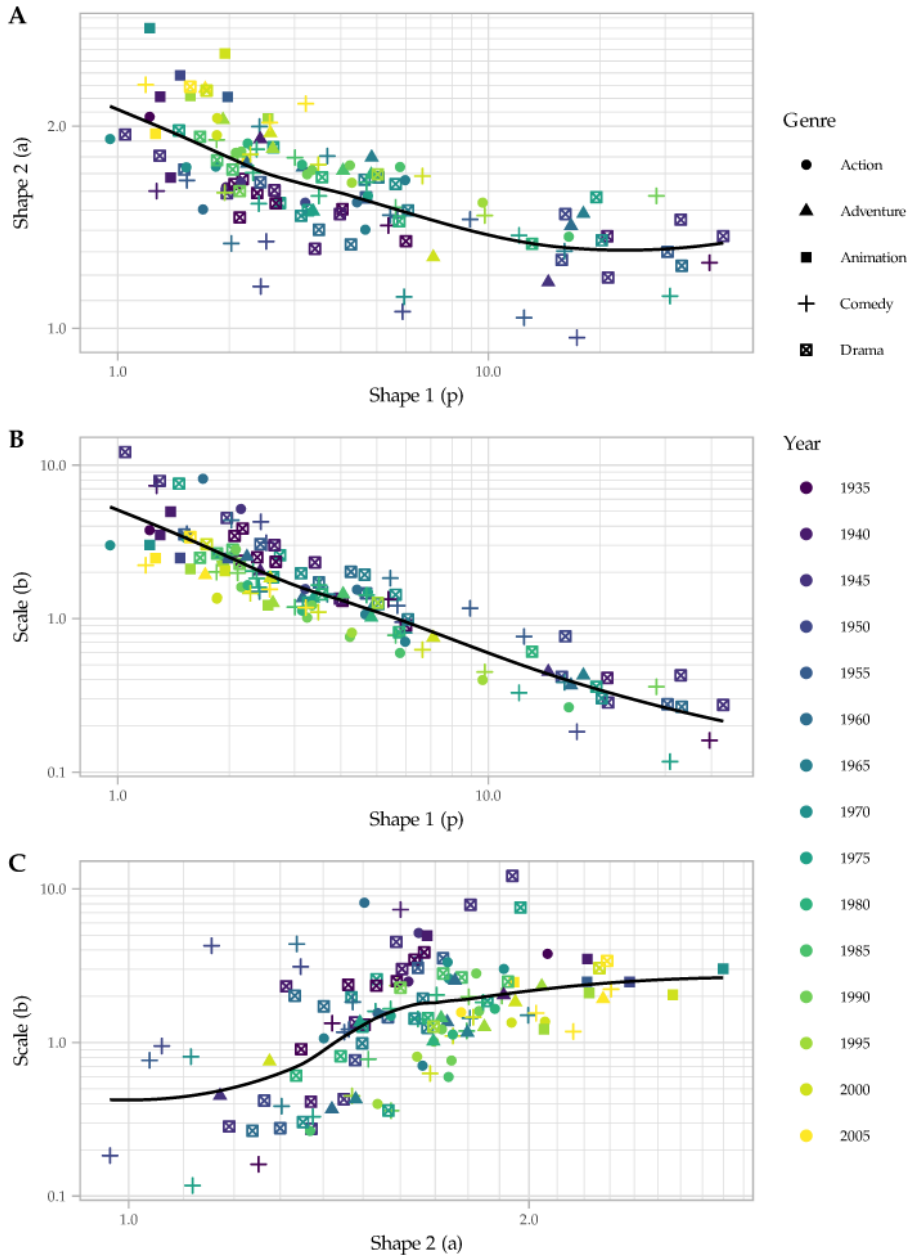 A
2.0
1.0
Shape 2 (a)
1.0
10.0
Shape 1 (p)
Genre
Action
Adventure
Animation
Comedy
Drama
B
10.0
1.0
0.1
Scale (b)
1.0
10.0
Shape 1 (p)
Year
1935
1940
1945
1950
1955
1960
1965
1970
1975
1980
1985
1990
1995
2000
2005
C
10.0
1.0
0.1
Scale (b)
1.0
2.0
Shape 2 (a)